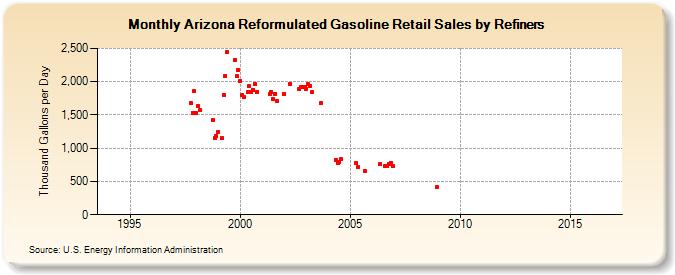 Monthly Arizona Reformulated Gasoline Retail Sales by Refiners
Thousand Gallons per Day
2,500
2,000
1,500
1,000
500
0
1995 2000 2005 2010 2015
Source: U.S. Energy Information Administration